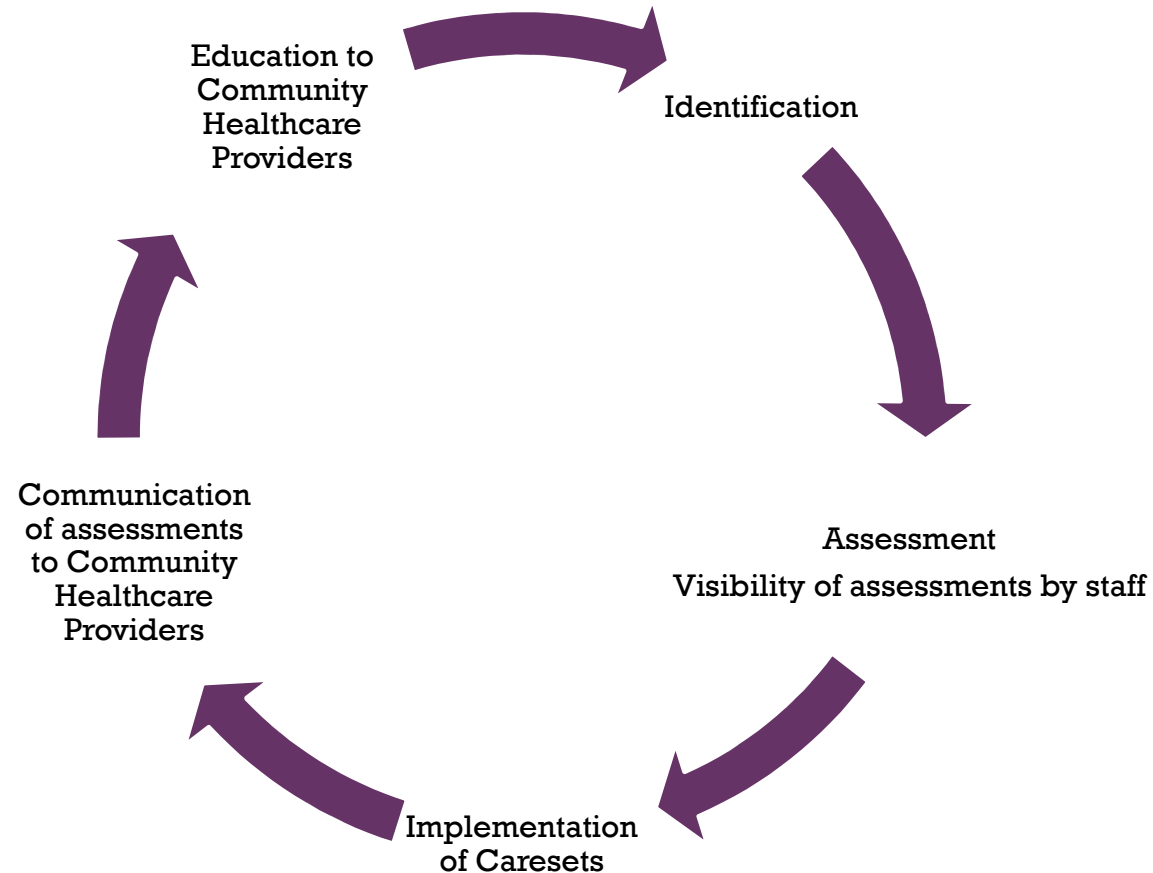 Education to
Community
Healthcare
Providers
Identification
Assessment
Visibility of assessments by staff
Implementation
of Caresets
Communication
of assessments
to Community
Healthcare
Providers